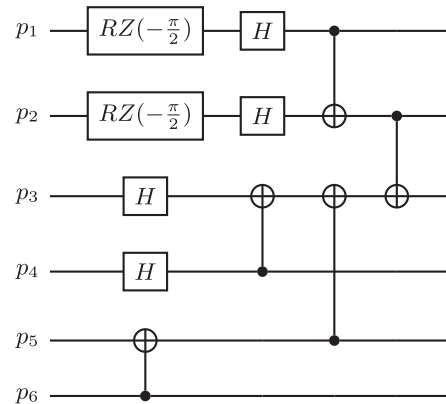 p₁ RZ(−π/2) H
p₂ RZ(−π/2) H
p₃ H
p₄ H
p₅
p₆